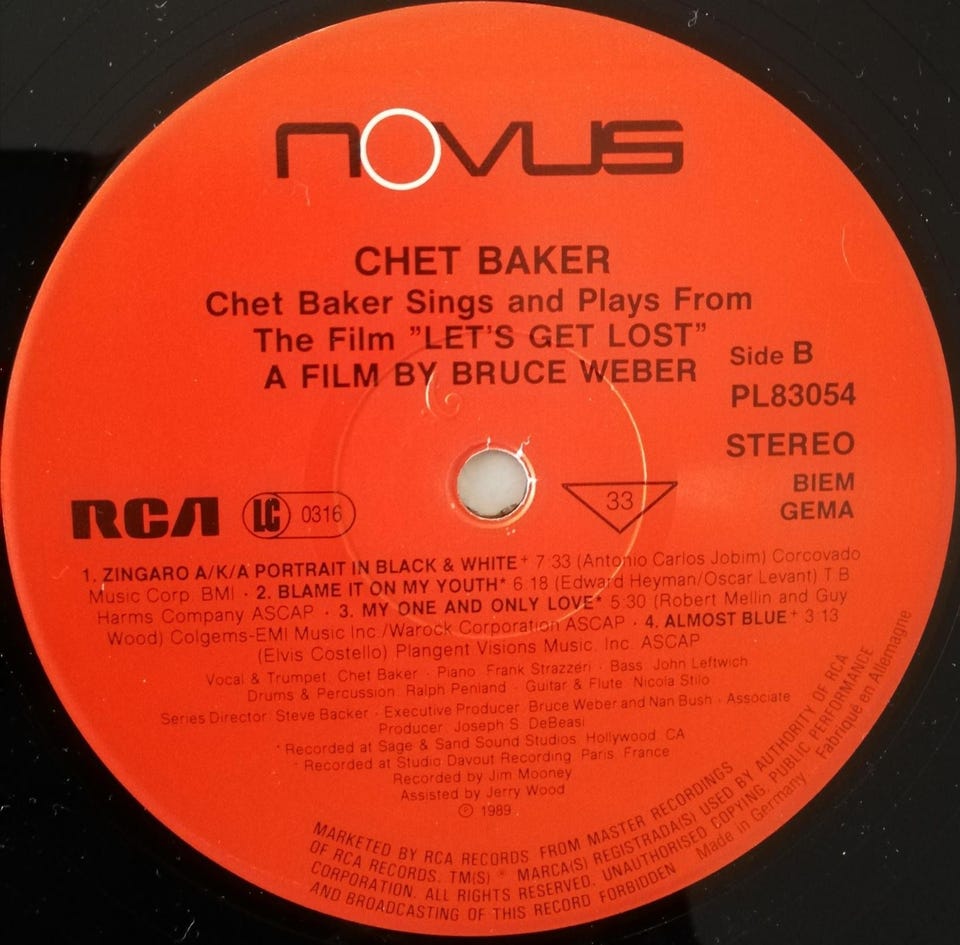 novus
CHET BAKER
Chet Baker Sings and Plays From
The Film "LET'S GET LOST"
A FILM BY BRUCE WEBER
Side B
PL83054
STEREO
BIEM
GEMA
RCA LC 0316
33
1. ZINGARO A/K/A PORTRAIT IN BLACK & WHITE+ 7:33 (Antonio Carlos Jobim) Corcovado
Music Corp. BMI · 2. BLAME IT ON MY YOUTH* 6:18 (Edward Heyman/Oscar Levant) T.B.
Harms Company ASCAP · 3. MY ONE AND ONLY LOVE* 5:30 (Robert Mellin and Guy
Wood) Colgems-EMI Music Inc./Warock Corporation ASCAP · 4. ALMOST BLUE+ 3:13
(Elvis Costello) Plangent Visions Music, Inc. ASCAP
Vocal & Trumpet: Chet Baker · Piano: Frank Strazzeri · Bass: John Leftwich
Drums & Percussion: Ralph Penland · Guitar & Flute: Nicola Stilo
Series Director: Steve Backer · Executive Producer: Bruce Weber and Nan Bush · Associate
Producer: Joseph S. DeBeasi
* Recorded at Sage & Sand Sound Studios, Hollywood, CA
+ Recorded at Studio Davout Recording, Paris, France
Recorded by Jim Mooney
Assisted by Jerry Wood
℗ 1989
MARKETED BY RCA RECORDS FROM MASTER RECORDINGS
OF RCA RECORDS. TM(S) ® MARCA(S) REGISTRADA(S) USED BY AUTHORITY OF RCA
CORPORATION. ALL RIGHTS RESERVED. UNAUTHORISED COPYING, PUBLIC PERFORMANCE
AND BROADCASTING OF THIS RECORD FORBIDDEN Made in Germany · Fabriqué en Allemagne